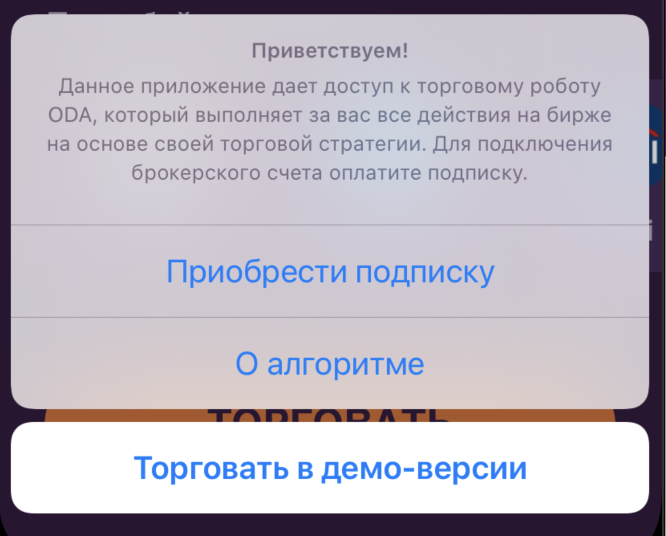 Приветствуем!
Данное приложение дает доступ к торговому роботу
ODA, который выполняет за вас все действия на бирже
на основе своей торговой стратегии. Для подключения
брокерского счета оплатите подписку.
Приобрести подписку
О алгоритме
ТОРГОВАТЬ
Торговать в демо-версии